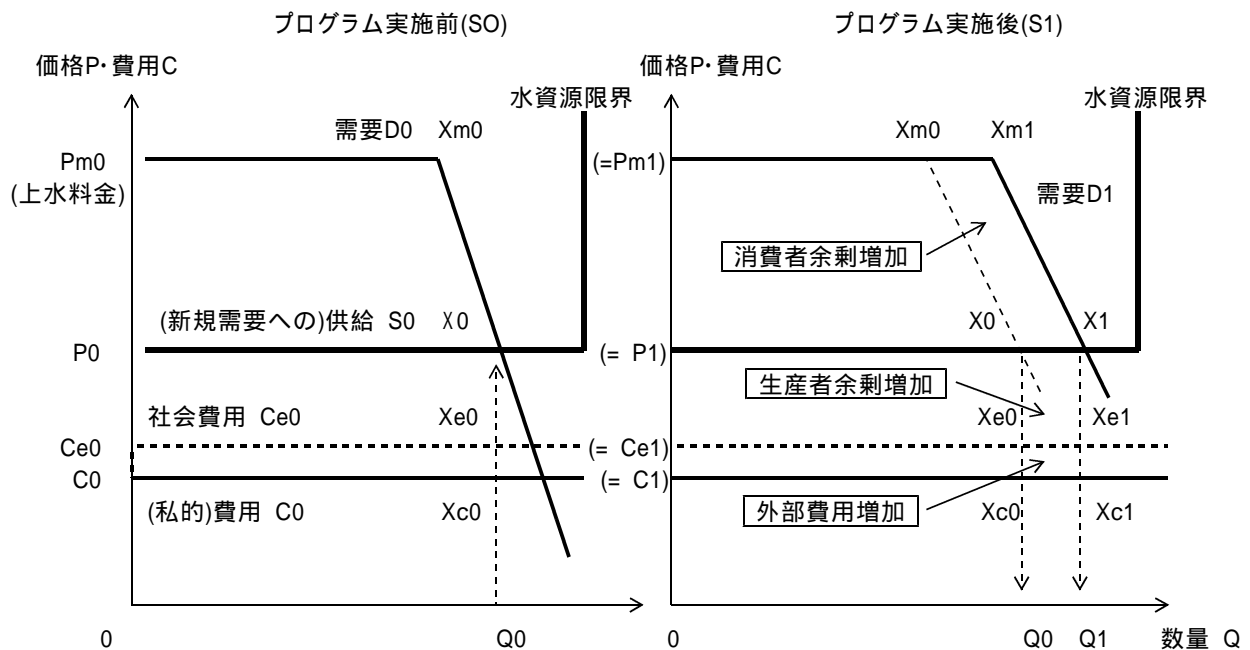 プログラム実施前(SO) プログラム実施後(S1)
価格P・費用C 価格P・費用C
水資源限界 水資源限界
需要D0 Xm0 Xm0 Xm1
Pm0 (=Pm1)
(上水料金) 需要D1
消費者余剰増加
(新規需要への)供給 S0 X0 X0 X1
P0 (= P1)
生産者余剰増加
社会費用 Ce0 Xe0 Xe0 Xe1
Ce0 (= Ce1)
C0 (= C1)
(私的)費用 C0 Xc0 外部費用増加 Xc0 Xc1
0 Q0 0 Q0 Q1 数量 Q